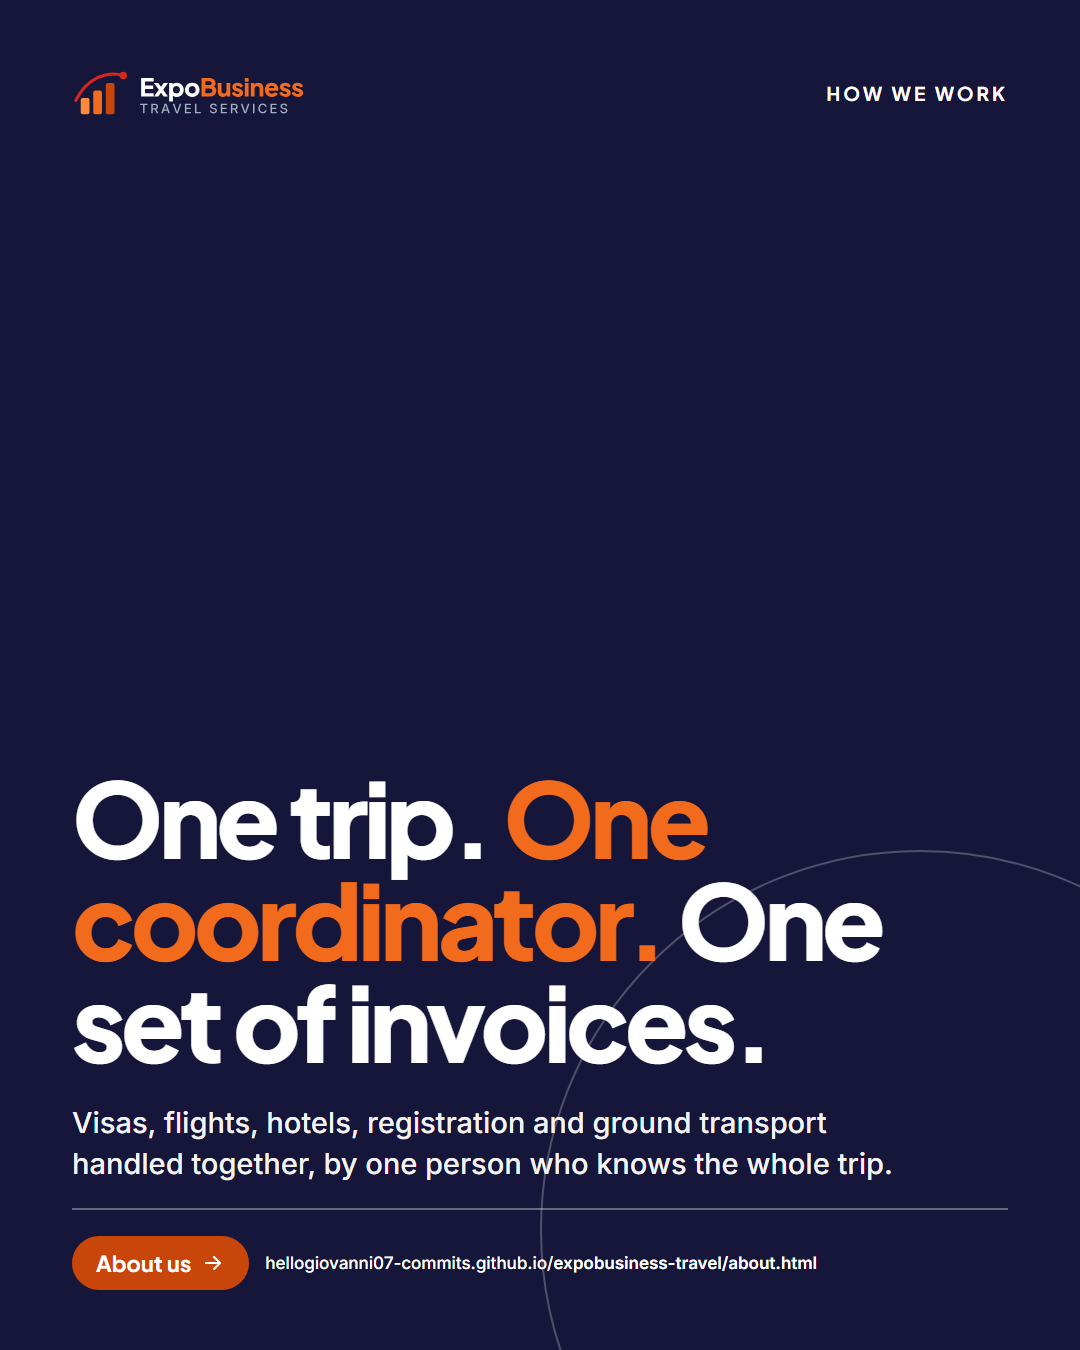 ExpoBusiness
TRAVEL SERVICES
HOW WE WORK
One trip. One
coordinator. One
set of invoices.
Visas, flights, hotels, registration and ground transport
handled together, by one person who knows the whole trip.
About us →
hellogiovanni07-commits.github.io/expobusiness-travel/about.html